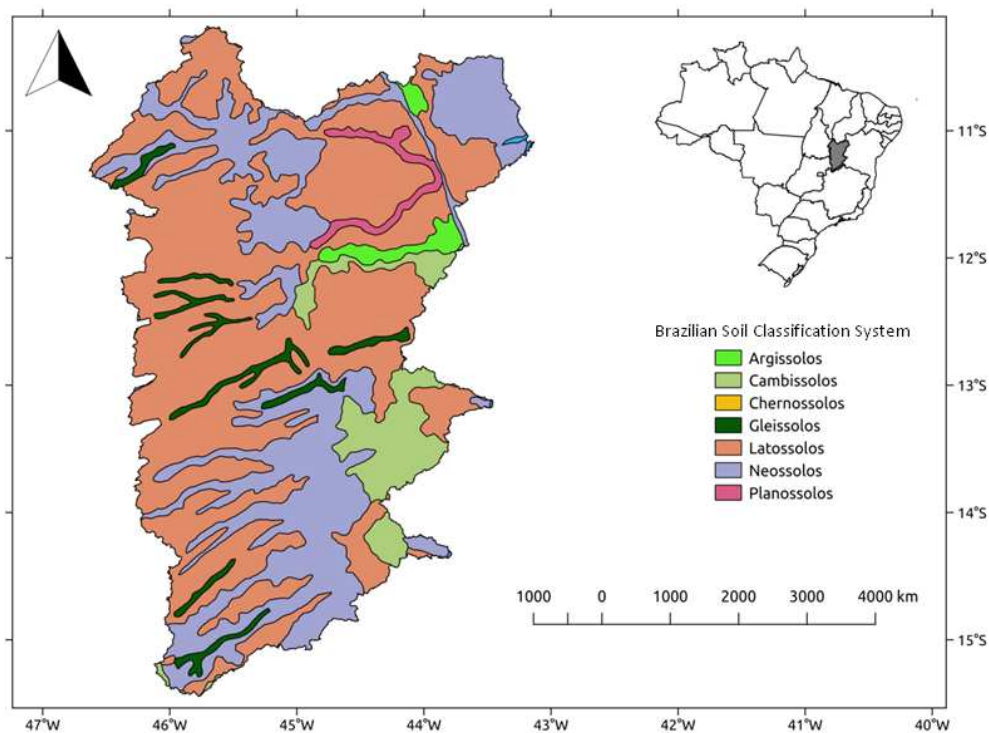 11°S
12°S
13°S
14°S
15°S
Brazilian Soil Classification System
Argissolos
Cambissolos
Chernossolos
Gleissolos
Latossolos
Neossolos
Planossolos
1000 0 1000 2000 3000 4000 km
47°W 46°W 45°W 44°W 43°W 42°W 41°W 40°W